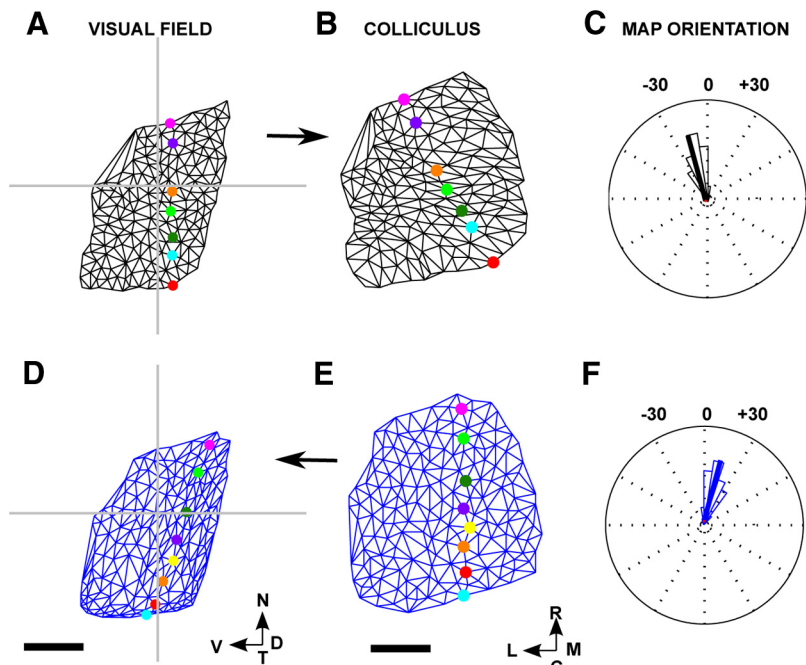 A VISUAL FIELD B COLLICULUS C MAP ORIENTATION
-30 0 +30
D E F
-30 0 +30
N
V D
T
R
L M
C